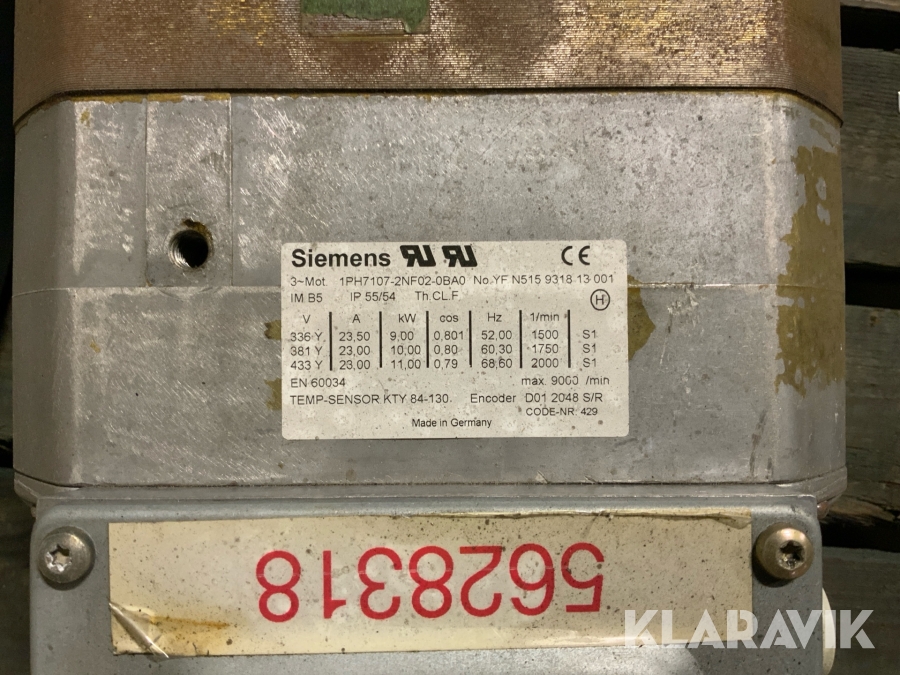 Siemens RU RU CE
3~Mot. 1PH7107-2NF02-0BA0 No.YF N515 9318 13 001
IM B5 IP 55/54 Th.CL.F H
V A kW cos Hz 1/min
336 Y 23,50 9,00 0,801 52,00 1500 S1
381 Y 23,00 10,00 0,80 60,30 1750 S1
433 Y 23,00 11,00 0,79 68,60 2000 S1
EN 60034 max. 9000 /min
TEMP-SENSOR KTY 84-130 Encoder D01 2048 S/R
CODE-NR: 429
Made in Germany
5628318
KLARAVIK